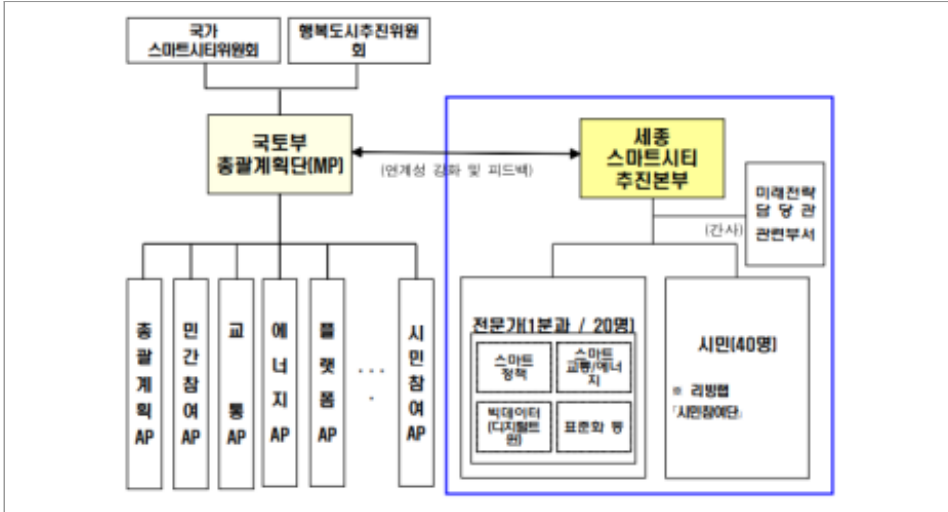 국가
스마트시티위원회
행복도시추진위원
회
국토부
총괄계획단(MP)
(연계성 강화 및 피드백)
세종
스마트시티
추진본부
미래전략
담 당 관
관련부서
(간사)
총괄계획 AP
민간참여 AP
교 통 AP
에너지 AP
플랫폼 AP
. . .
.
시민참여 AP
전문가(1분과 / 20명)
스마트
정책
스마트
교통/에너
지
빅데이터
(디지털트
윈)
표준화 등
시민(40명)
※ 리빙랩
「시민참여단」